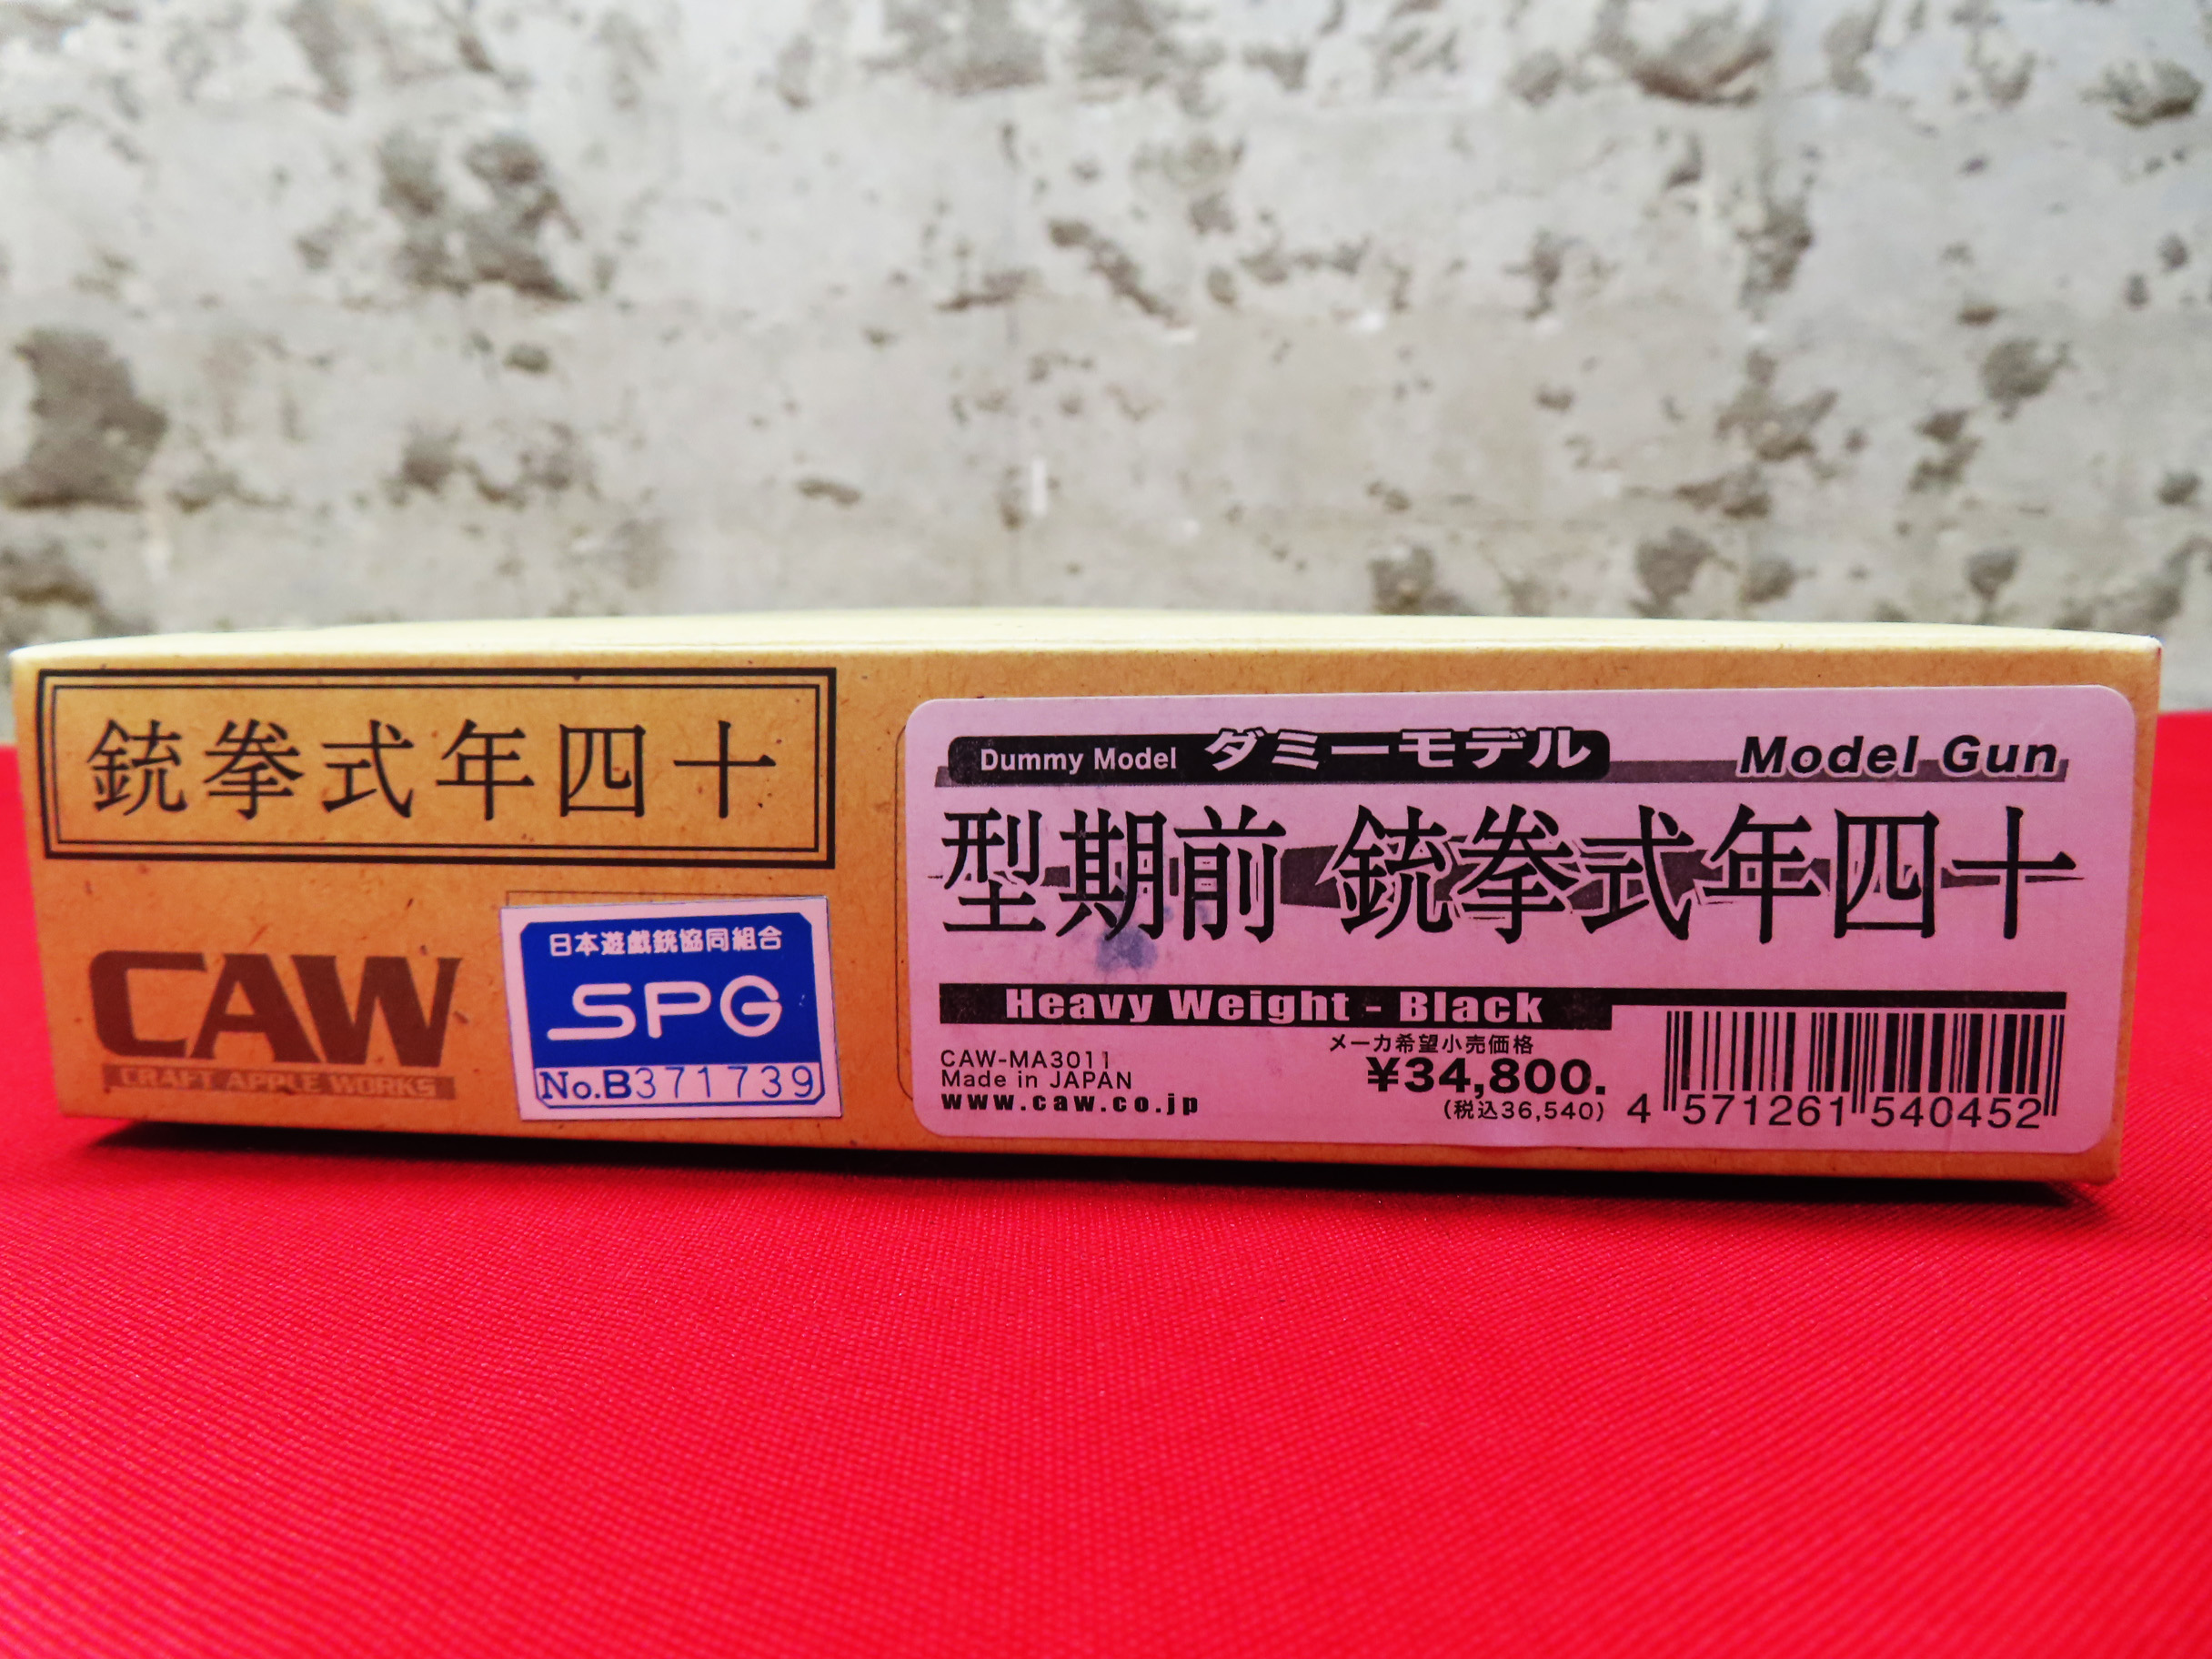 銃拳式年四十
CAW
CRAFT APPLE WORKS
日本遊戯銃協同組合
SPG
No.B371739
Dummy Model ダミーモデル
Model Gun
型期前 銃拳式年四十
Heavy Weight - Black
CAW-MA3011
Made in JAPAN
www.caw.co.jp
メーカ希望小売価格
¥34,800.
(税込36,540)
4 571261 540452